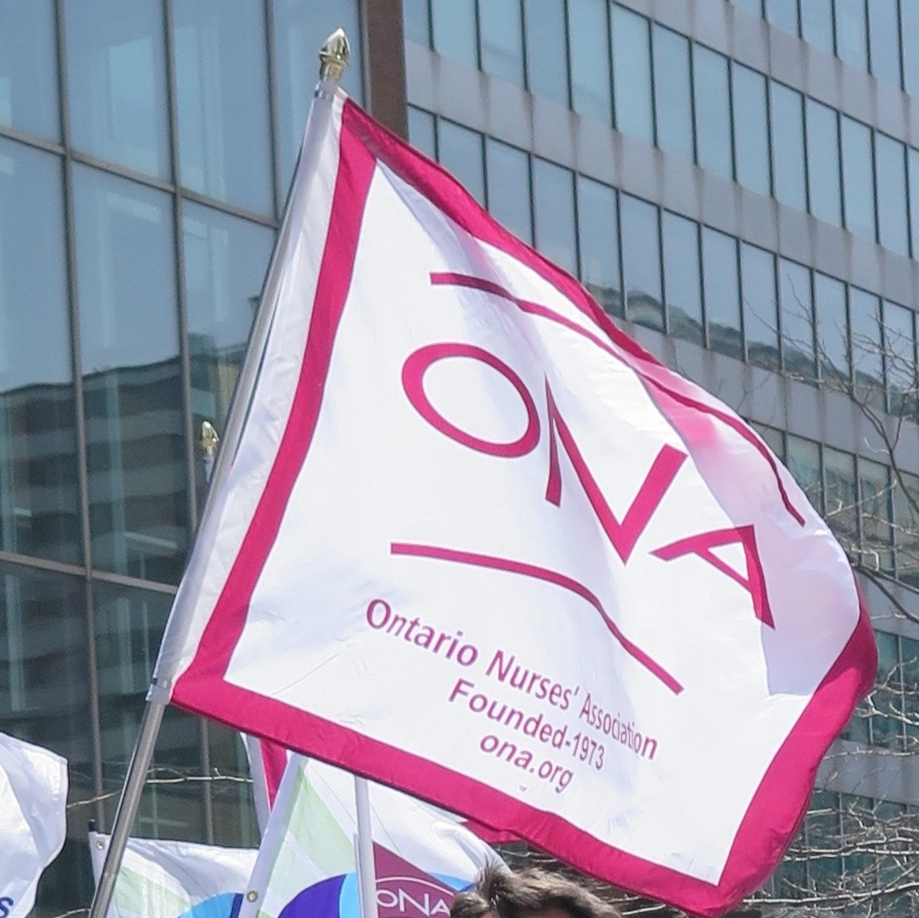 ONA
Ontario Nurses' Association
Founded-1973
ona.org
ONA